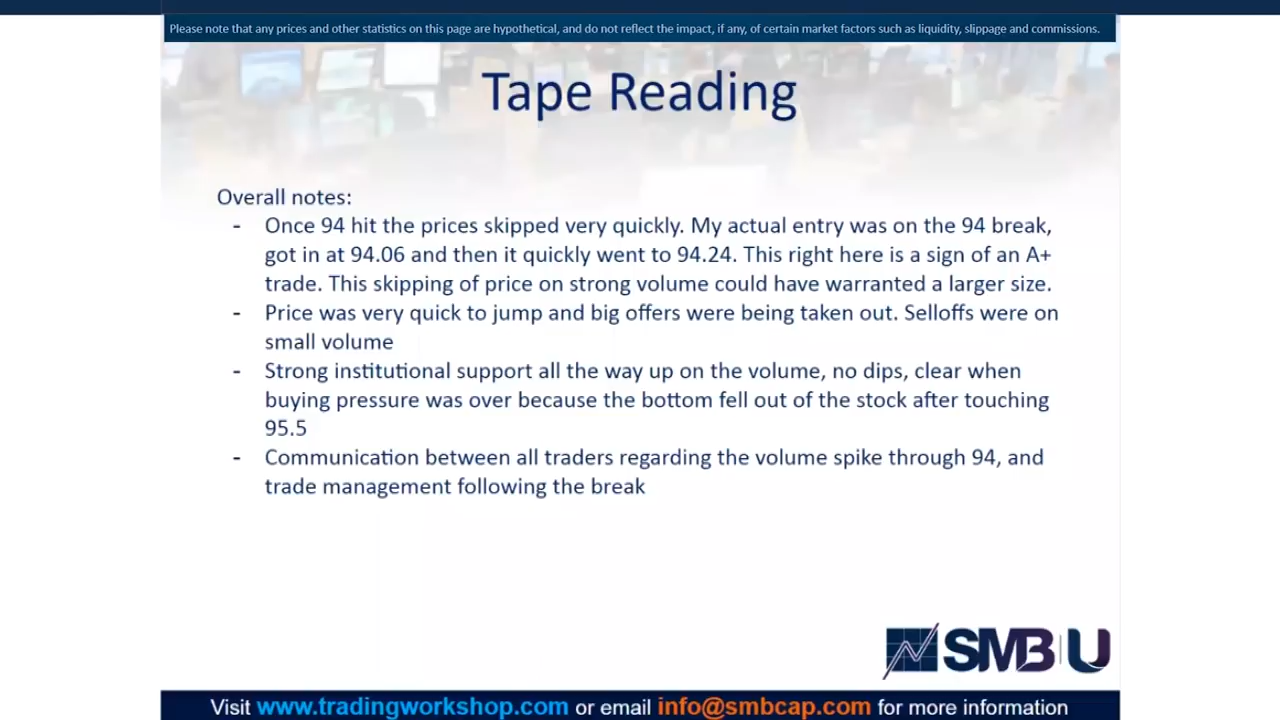 Please note that any prices and other statistics on this page are hypothetical, and do not reflect the impact, if any, of certain market factors such as liquidity, slippage and commissions.
Tape Reading
Overall notes:
- Once 94 hit the prices skipped very quickly. My actual entry was on the 94 break,
got in at 94.06 and then it quickly went to 94.24. This right here is a sign of an A+
trade. This skipping of price on strong volume could have warranted a larger size.
- Price was very quick to jump and big offers were being taken out. Selloffs were on
small volume
- Strong institutional support all the way up on the volume, no dips, clear when
buying pressure was over because the bottom fell out of the stock after touching
95.5
- Communication between all traders regarding the volume spike through 94, and
trade management following the break
SMB U
Visit www.tradingworkshop.com or email info@smbcap.com for more information